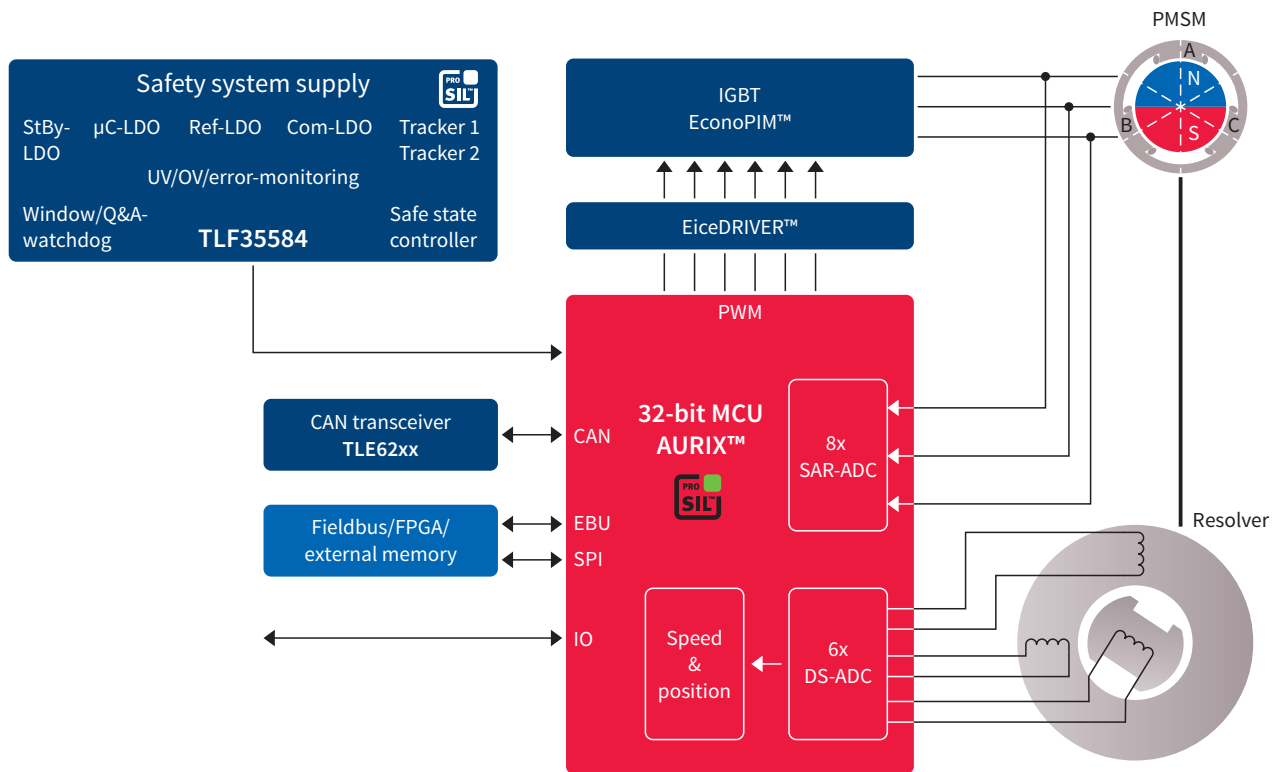 Safety system supply
PRO
SIL™
StBy-
LDO
µC-LDO
Ref-LDO
Com-LDO
Tracker 1
Tracker 2
UV/OV/error-monitoring
Window/Q&A-
watchdog
TLF35584
Safe state
controller
IGBT
EconoPIM™
EiceDRIVER™
PMSM
A
N
B
S
C
PWM
32-bit MCU
AURIX™
PRO
SIL™
8x
SAR-ADC
CAN transceiver
TLE62xx
CAN
Fieldbus/FPGA/
external memory
EBU
SPI
IO
Speed
&
position
6x
DS-ADC
Resolver